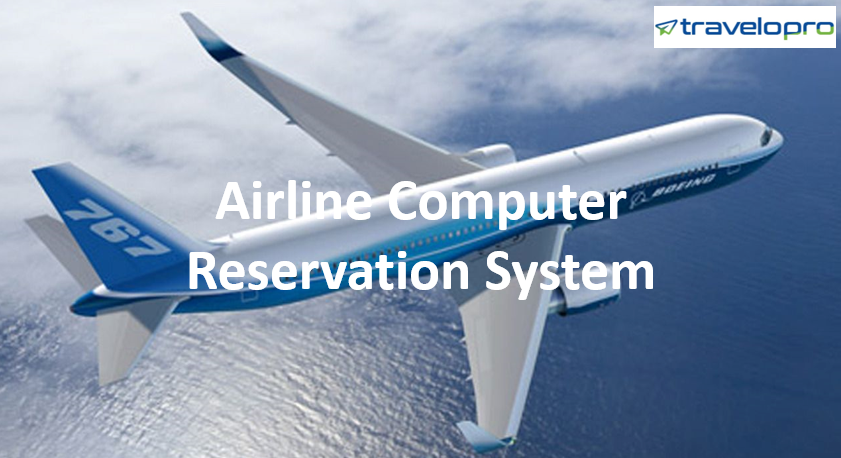 travelopro
Airline Computer
Reservation System
BOEING
767